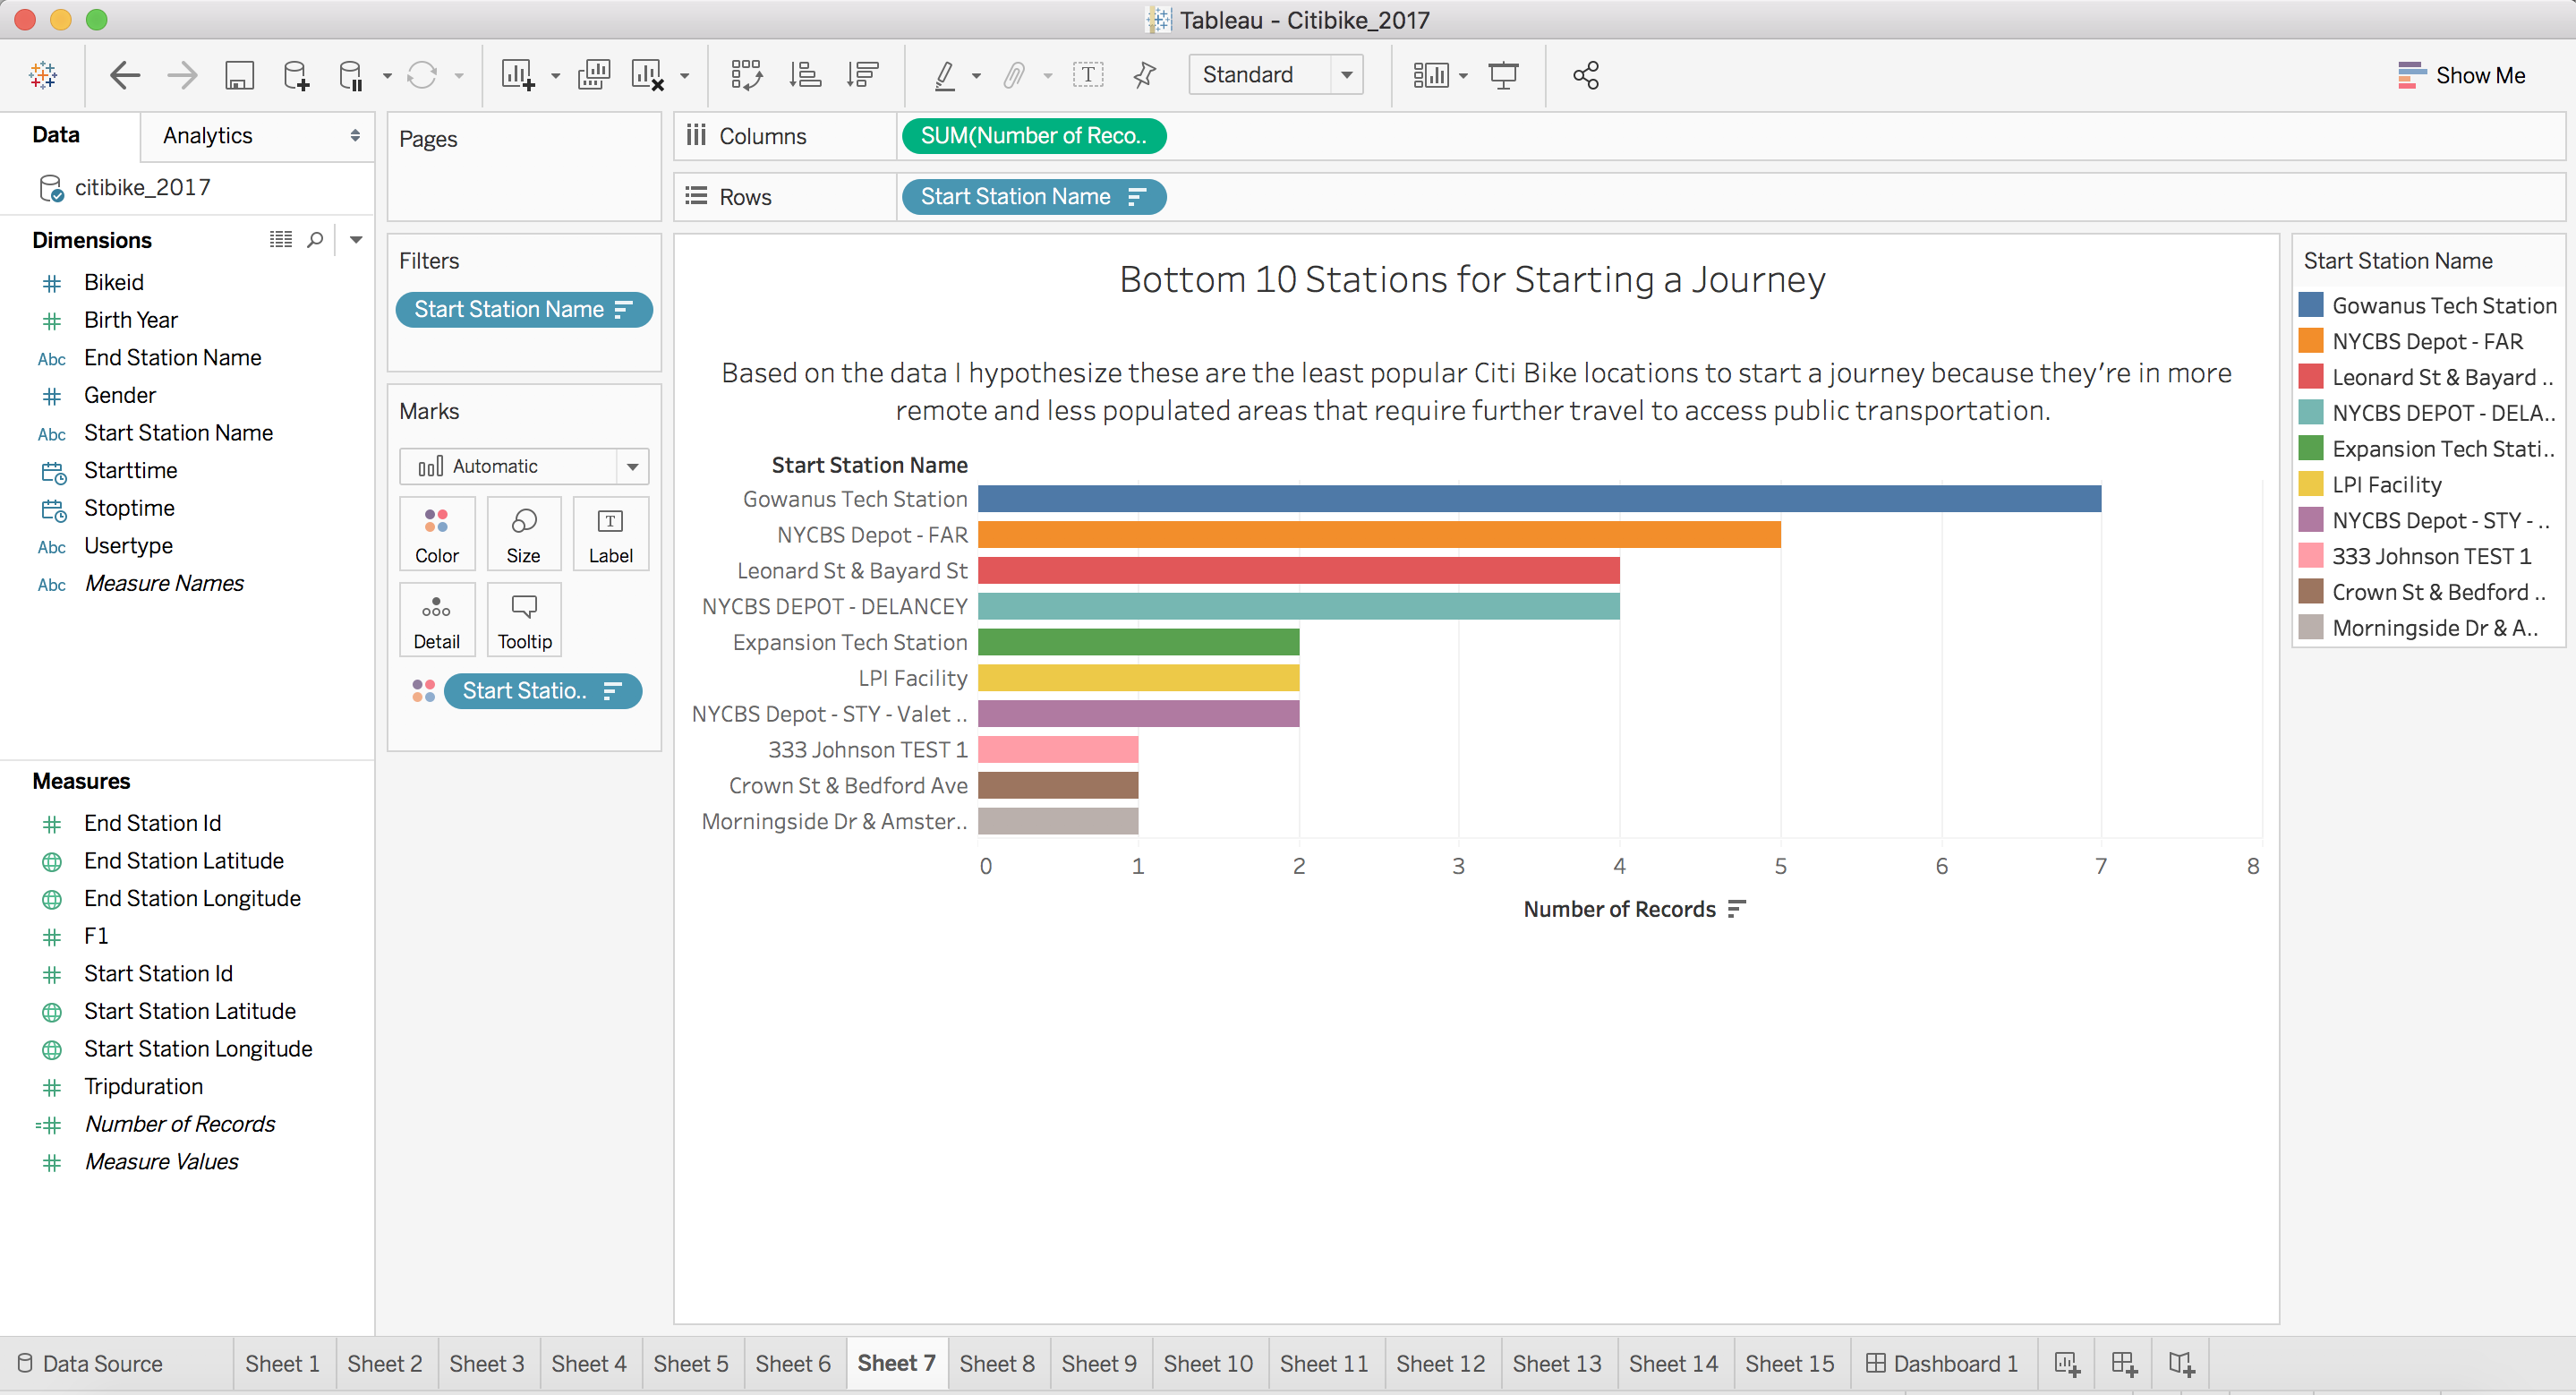 Tableau - Citibike_2017
Standard
Show Me
Data
Analytics
citibike_2017
Dimensions
Bikeid
Birth Year
Abc End Station Name
Gender
Abc Start Station Name
Starttime
Stoptime
Abc Usertype
Abc Measure Names
Measures
End Station Id
End Station Latitude
End Station Longitude
F1
Start Station Id
Start Station Latitude
Start Station Longitude
Tripduration
Number of Records
Measure Values
Pages
Filters
Start Station Name
Marks
Automatic
Color Size Label
Detail Tooltip
Start Statio..
Columns SUM(Number of Reco..
Rows Start Station Name
Bottom 10 Stations for Starting a Journey
Based on the data I hypothesize these are the least popular Citi Bike locations to start a journey because they're in more
remote and less populated areas that require further travel to access public transportation.
Start Station Name
Gowanus Tech Station
NYCBS Depot - FAR
Leonard St & Bayard St
NYCBS DEPOT - DELANCEY
Expansion Tech Station
LPI Facility
NYCBS Depot - STY - Valet ..
333 Johnson TEST 1
Crown St & Bedford Ave
Morningside Dr & Amster..
0 1 2 3 4 5 6 7 8
Number of Records
Start Station Name
Gowanus Tech Station
NYCBS Depot - FAR
Leonard St & Bayard ..
NYCBS DEPOT - DELA..
Expansion Tech Stati..
LPI Facility
NYCBS Depot - STY - ..
333 Johnson TEST 1
Crown St & Bedford ..
Morningside Dr & A..
Data Source Sheet 1 Sheet 2 Sheet 3 Sheet 4 Sheet 5 Sheet 6 Sheet 7 Sheet 8 Sheet 9 Sheet 10 Sheet 11 Sheet 12 Sheet 13 Sheet 14 Sheet 15 Dashboard 1